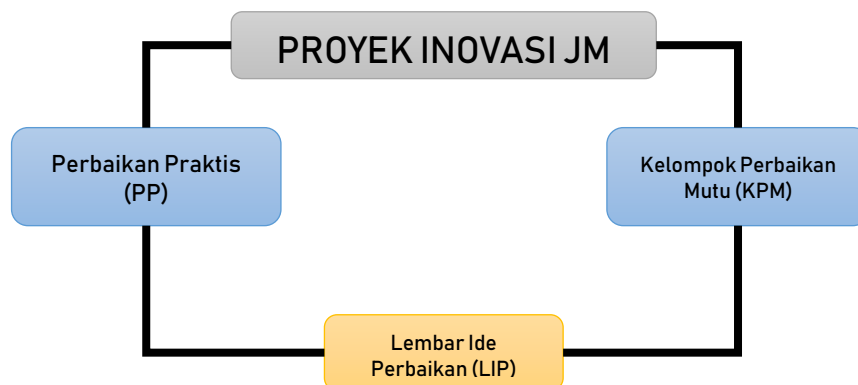 PROYEK INOVASI JM
Perbaikan Praktis
(PP)
Kelompok Perbaikan
Mutu (KPM)
Lembar Ide
Perbaikan (LIP)